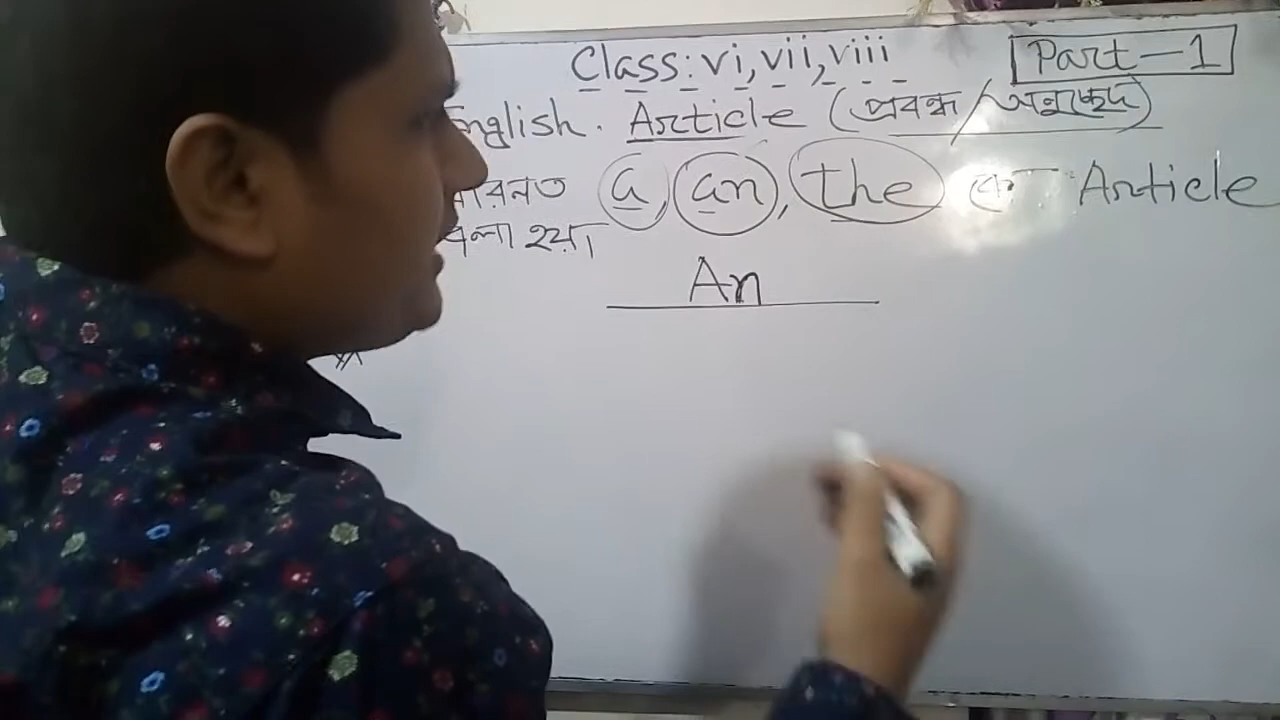 Class: vi, vii, viii Part-1
English. Article (প্রবন্ধ/অনুচ্ছেদ)
a, an, the কে Article
বলা হয়।
An